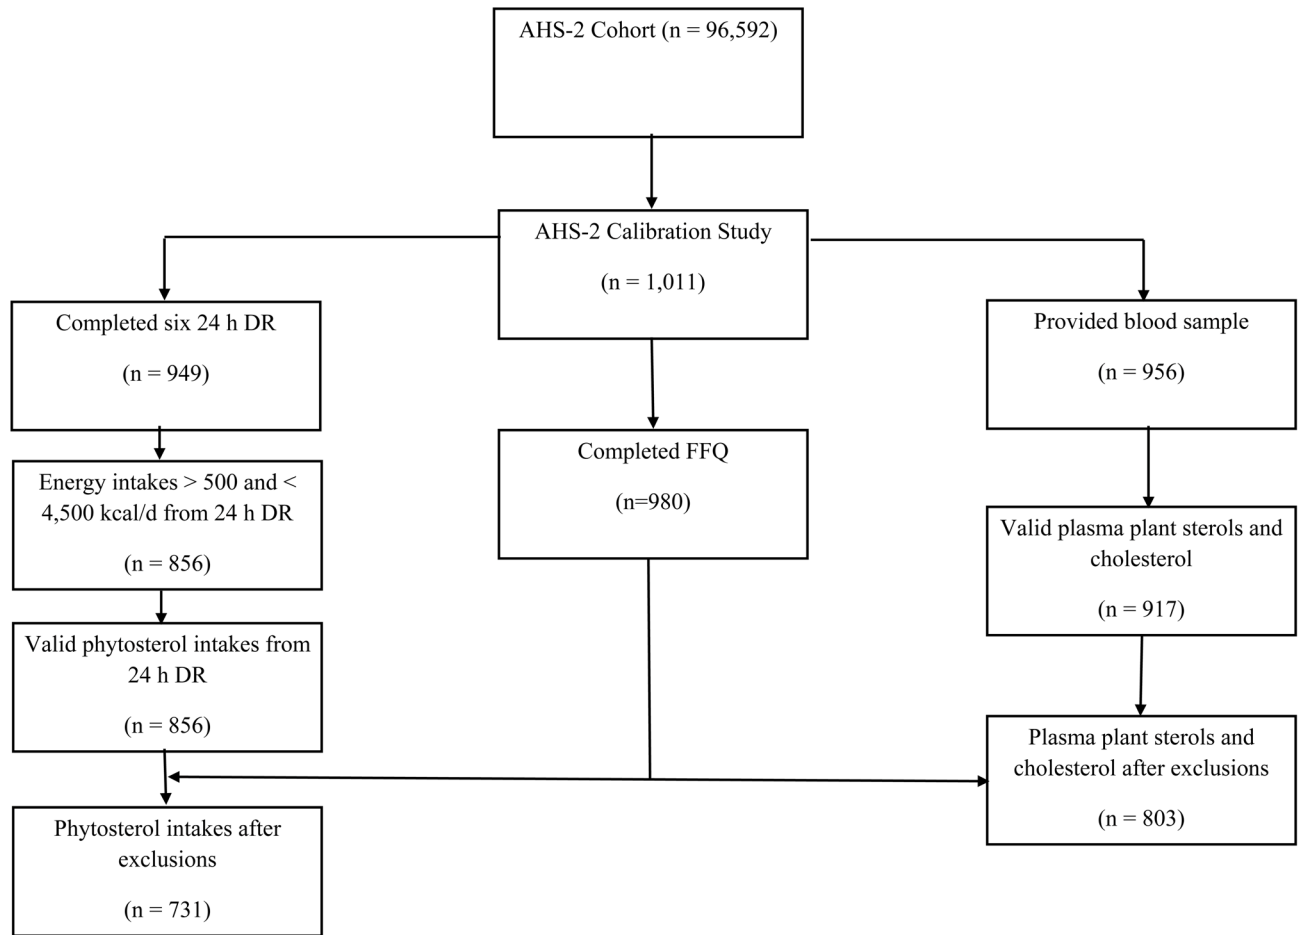 AHS-2 Cohort (n = 96,592)
AHS-2 Calibration Study
(n = 1,011)
Completed six 24 h DR
(n = 949)
Provided blood sample
(n = 956)
Completed FFQ
(n=980)
Energy intakes > 500 and <
4,500 kcal/d from 24 h DR
(n = 856)
Valid plasma plant sterols and
cholesterol
(n = 917)
Valid phytosterol intakes from
24 h DR
(n = 856)
Plasma plant sterols and
cholesterol after exclusions
(n = 803)
Phytosterol intakes after
exclusions
(n = 731)